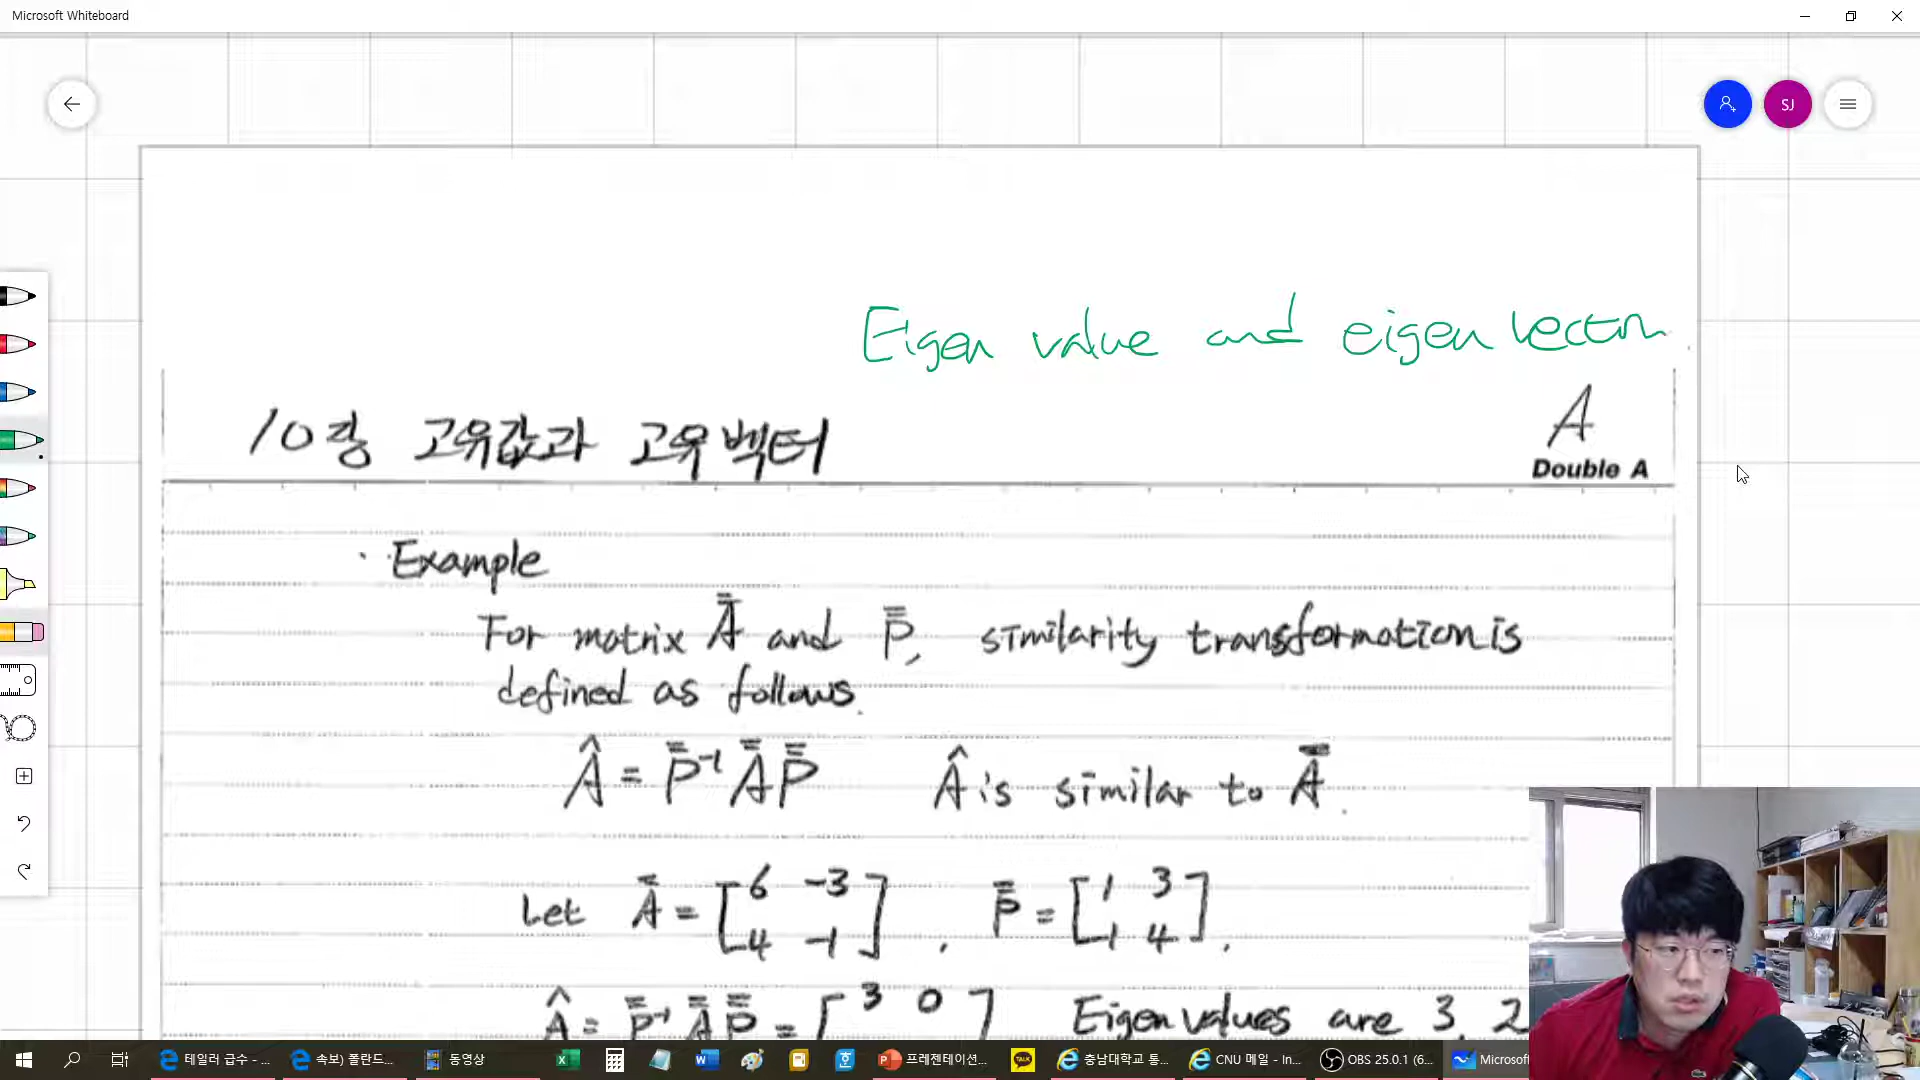 Microsoft Whiteboard
SJ
Eigen value and eigen vector.
A
10장 고유값과 고유벡터
Double A
· Example
For matrix A̿ and P̿, similarity transformation is
defined as follows.
Â = P̿⁻¹ A̿ P̿    Â is similar to A̿.
Let A̿ = [6 -3; 4 -1], P̿ = [1 3; 1 4].
Â = P̿⁻¹ A̿ P̿ = [3 0    Eigenvalues are 3, 2
테일러 급수 - ...
속보) 폴란드...
동영상
프레젠테이션...
TALK
충남대학교 통...
CNU 메일 - In...
OBS 25.0.1 (6...
Microsoft